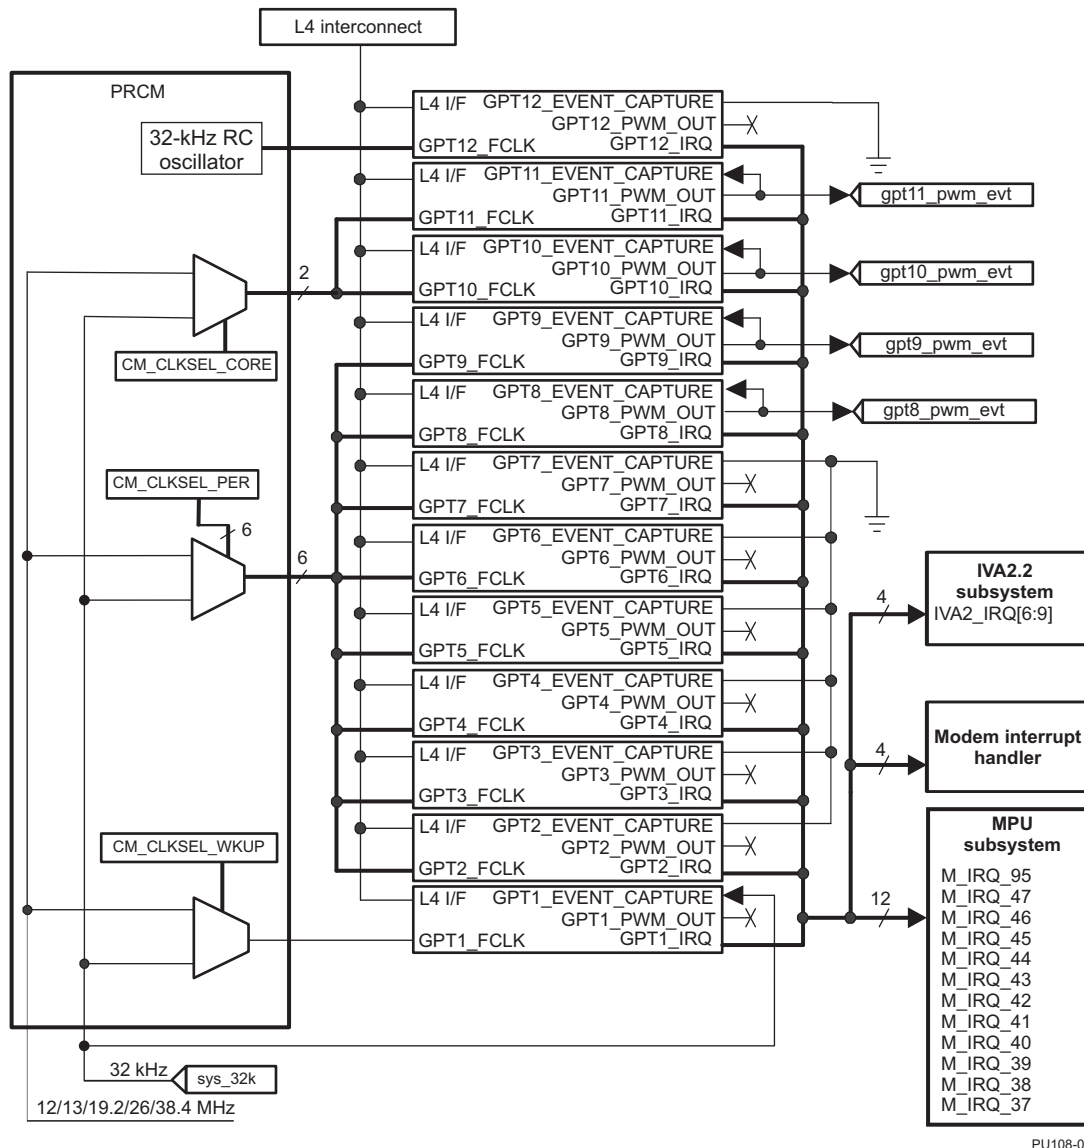 L4 interconnect
PRCM
32-kHz RC
oscillator
L4 I/F GPT12_EVENT_CAPTURE
GPT12_PWM_OUT
GPT12_FCLK GPT12_IRQ
L4 I/F GPT11_EVENT_CAPTURE
GPT11_PWM_OUT
gpt11_pwm_evt
GPT11_FCLK GPT11_IRQ
2
L4 I/F GPT10_EVENT_CAPTURE
GPT10_PWM_OUT
gpt10_pwm_evt
GPT10_FCLK GPT10_IRQ
CM_CLKSEL_CORE
L4 I/F GPT9_EVENT_CAPTURE
GPT9_PWM_OUT
gpt9_pwm_evt
GPT9_FCLK GPT9_IRQ
L4 I/F GPT8_EVENT_CAPTURE
GPT8_PWM_OUT
gpt8_pwm_evt
GPT8_FCLK GPT8_IRQ
CM_CLKSEL_PER
6
6
L4 I/F GPT7_EVENT_CAPTURE
GPT7_PWM_OUT
GPT7_FCLK GPT7_IRQ
L4 I/F GPT6_EVENT_CAPTURE
GPT6_PWM_OUT
GPT6_FCLK GPT6_IRQ
L4 I/F GPT5_EVENT_CAPTURE
GPT5_PWM_OUT
GPT5_FCLK GPT5_IRQ
L4 I/F GPT4_EVENT_CAPTURE
GPT4_PWM_OUT
GPT4_FCLK GPT4_IRQ
L4 I/F GPT3_EVENT_CAPTURE
GPT3_PWM_OUT
GPT3_FCLK GPT3_IRQ
L4 I/F GPT2_EVENT_CAPTURE
GPT2_PWM_OUT
GPT2_FCLK GPT2_IRQ
CM_CLKSEL_WKUP
L4 I/F GPT1_EVENT_CAPTURE
GPT1_PWM_OUT
GPT1_FCLK GPT1_IRQ
4
IVA2.2
subsystem
IVA2_IRQ[6:9]
4
Modem interrupt
handler
12
MPU
subsystem
M_IRQ_95
M_IRQ_47
M_IRQ_46
M_IRQ_45
M_IRQ_44
M_IRQ_43
M_IRQ_42
M_IRQ_41
M_IRQ_40
M_IRQ_39
M_IRQ_38
M_IRQ_37
32 kHz
sys_32k
12/13/19.2/26/38.4 MHz